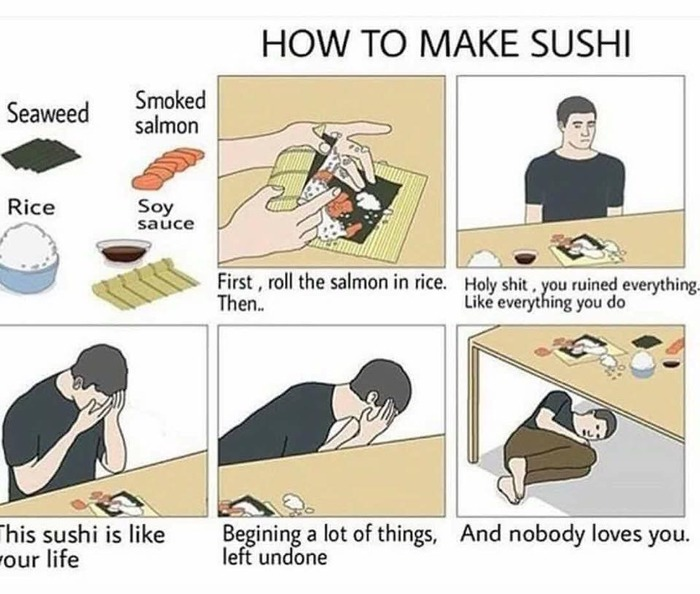 HOW TO MAKE SUSHI
Seaweed
Smoked
salmon
Rice
Soy
sauce
First , roll the salmon in rice.
Then..
Holy shit , you ruined everything.
Like everything you do
This sushi is like
your life
Begining a lot of things,
left undone
And nobody loves you.